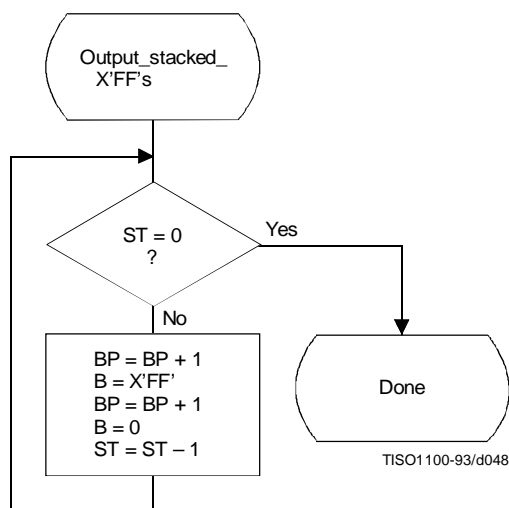 Output_stacked_
X'FF's
ST = 0
?
Yes
No
BP = BP + 1
B = X'FF'
BP = BP + 1
B = 0
ST = ST – 1
Done
TISO1100-93/d048